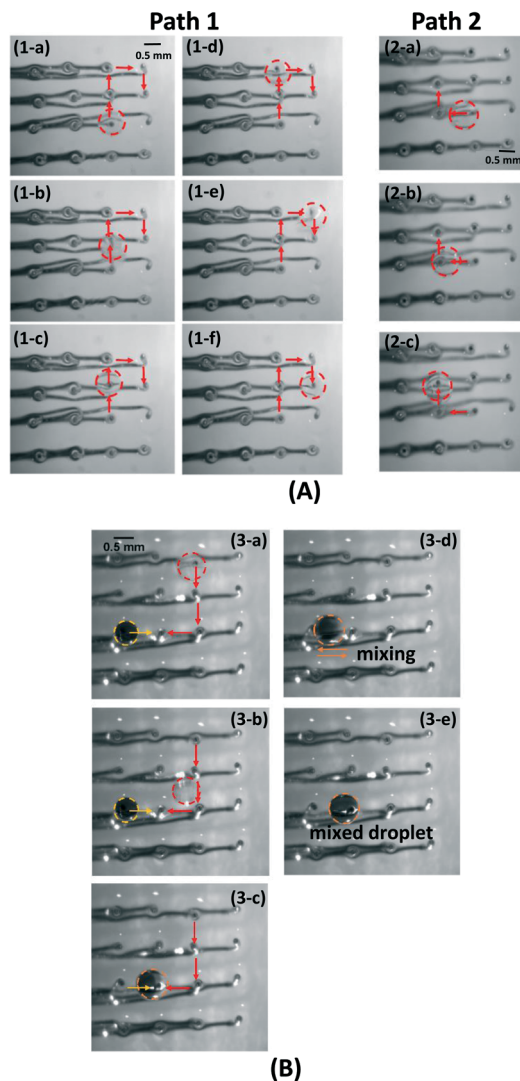 Path 1
Path 2
(1-a)
0.5 mm
(1-d)
(2-a)
0.5 mm
(1-b)
(1-e)
(2-b)
(1-c)
(1-f)
(2-c)
(A)
(3-a)
0.5 mm
(3-d)
mixing
(3-b)
(3-e)
mixed droplet
(3-c)
(B)